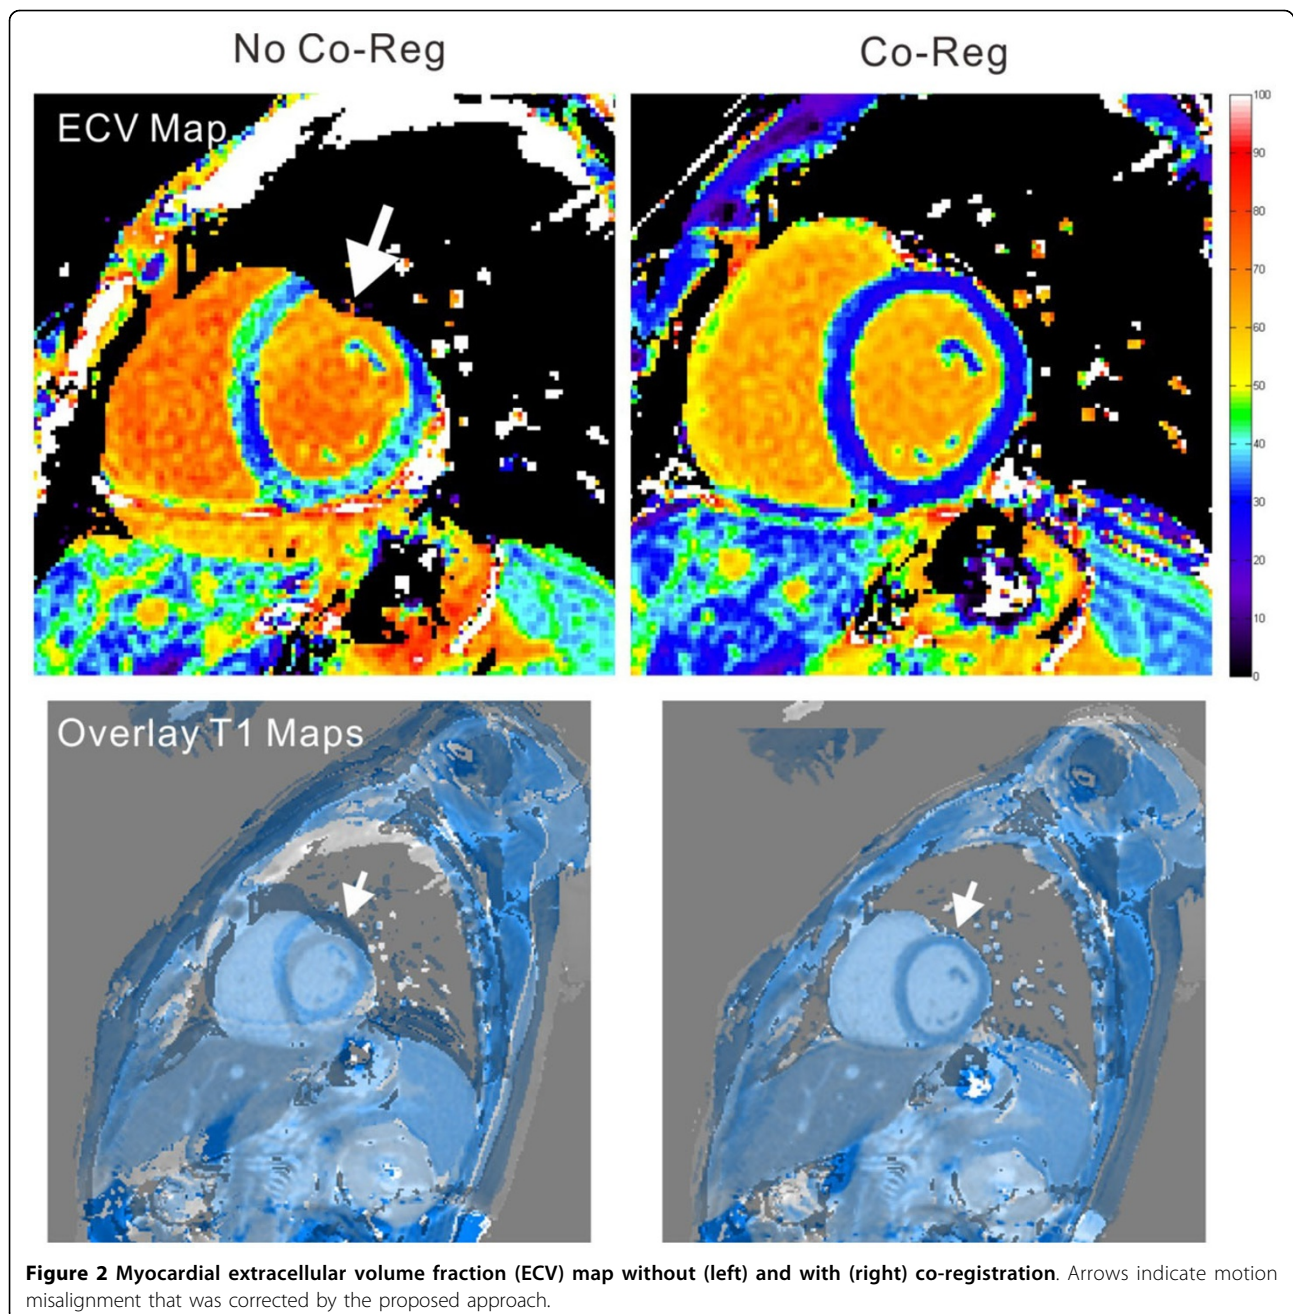 No Co-Reg
Co-Reg
ECV Map
100
90
80
70
60
50
40
30
20
10
0
Overlay T1 Maps
Figure 2 Myocardial extracellular volume fraction (ECV) map without (left) and with (right) co-registration. Arrows indicate motion
misalignment that was corrected by the proposed approach.